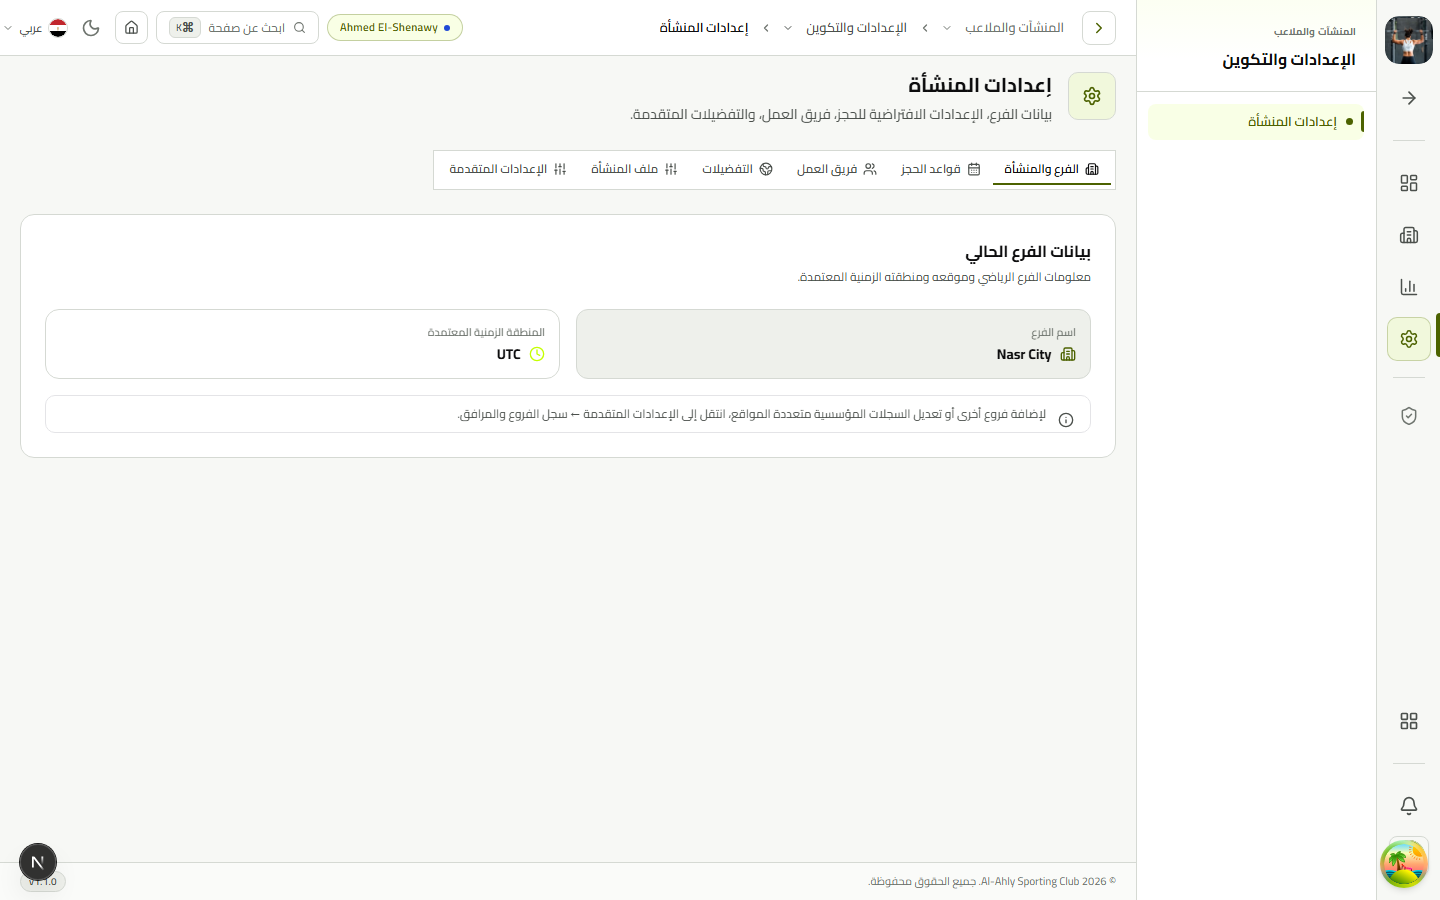 المنشآت والملاعب
الإعدادات والتكوين
إعدادات المنشأة
المنشآت والملاعب
الإعدادات والتكوين
إعدادات المنشأة
Ahmed El-Shenawy
ابحث عن صفحة
⌘K
عربي
إعدادات المنشأة
بيانات الفرع، الإعدادات الافتراضية للحجز، فريق العمل، والتفضيلات المتقدمة.
الفرع والمنشأة
قواعد الحجز
فريق العمل
التفضيلات
ملف المنشأة
الإعدادات المتقدمة
بيانات الفرع الحالي
معلومات الفرع الرياضي وموقعه ومنطقته الزمنية المعتمدة.
اسم الفرع
Nasr City
المنطقة الزمنية المعتمدة
UTC
لإضافة فروع أخرى أو تعديل السجلات المؤسسية متعددة المواقع، انتقل إلى الإعدادات المتقدمة ← سجل الفروع والمرافق.
© 2026 Al-Ahly Sporting Club. جميع الحقوق محفوظة.
N
v1.1.0